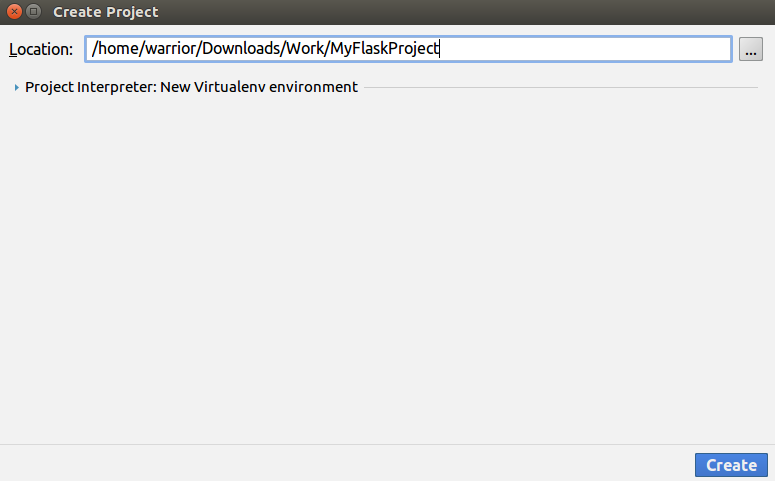 Create Project
Location: /home/warrior/Downloads/Work/MyFlaskProject ...
Project Interpreter: New Virtualenv environment
Create